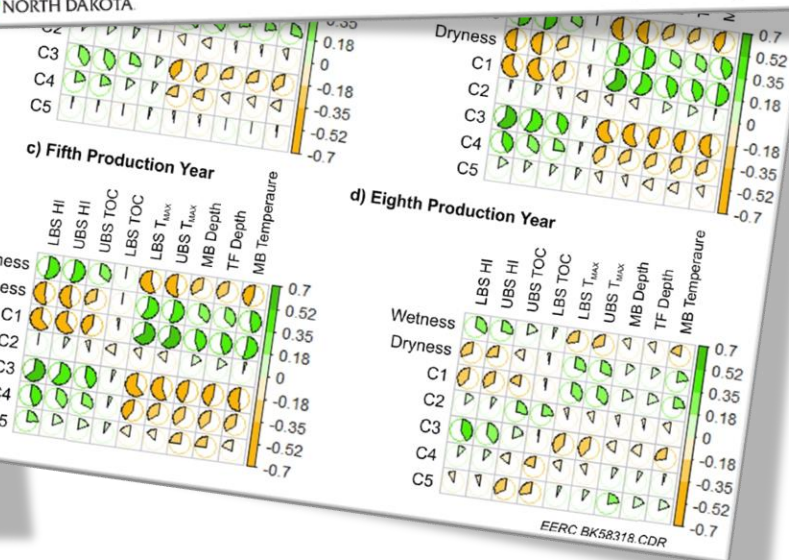 NORTH DAKOTA
C3
C4
C5
0.18
0
-0.18
-0.35
-0.52
-0.7
Dryness
C1
C2
C3
C4
C5
0.7
0.52
0.35
0.18
0
-0.18
-0.35
-0.52
-0.7
c) Fifth Production Year
LBS HI
UBS HI
UBS TOC
LBS TOC
LBS TMAX
UBS TMAX
MB Depth
TF Depth
MB Temperaure
C1
C2
C3
0.7
0.52
0.35
0.18
0
-0.18
-0.35
-0.52
-0.7
d) Eighth Production Year
LBS HI
UBS HI
UBS TOC
LBS TOC
LBS TMAX
UBS TMAX
MB Depth
TF Depth
MB Temperaure
Wetness
Dryness
C1
C2
C3
C4
C5
0.7
0.52
0.35
0.18
0
-0.18
-0.35
-0.52
-0.7
EERC BK58318.CDR